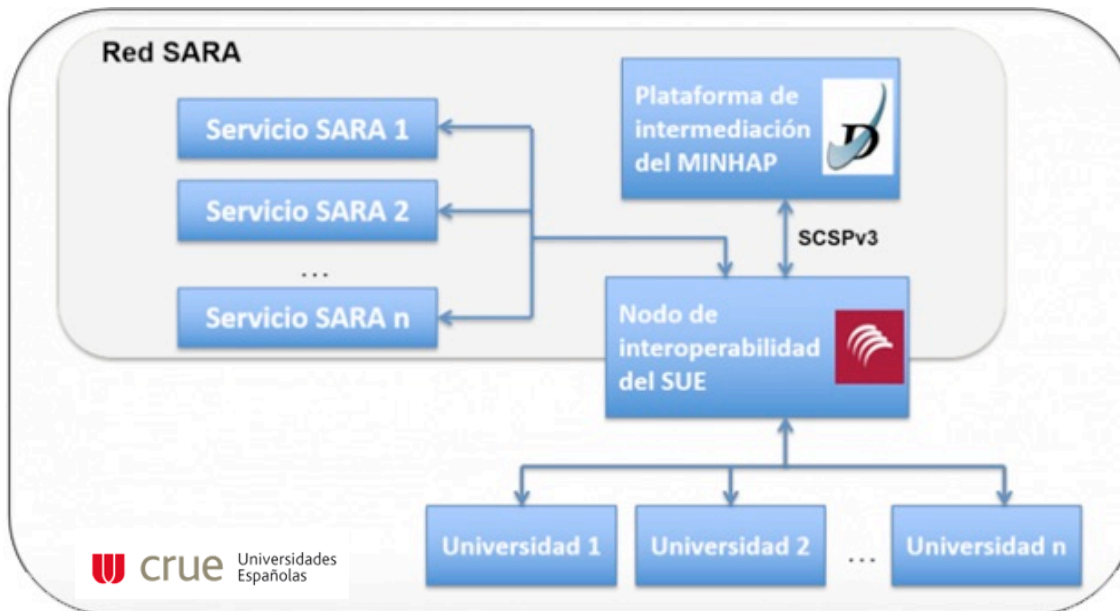 Red SARA
Servicio SARA 1
Servicio SARA 2
...
Servicio SARA n
Plataforma de
intermediación
del MINHAP
D
SCSPv3
Nodo de
interoperabilidad
del SUE
Universidad 1
Universidad 2
...
Universidad n
crue
Universidades
Españolas